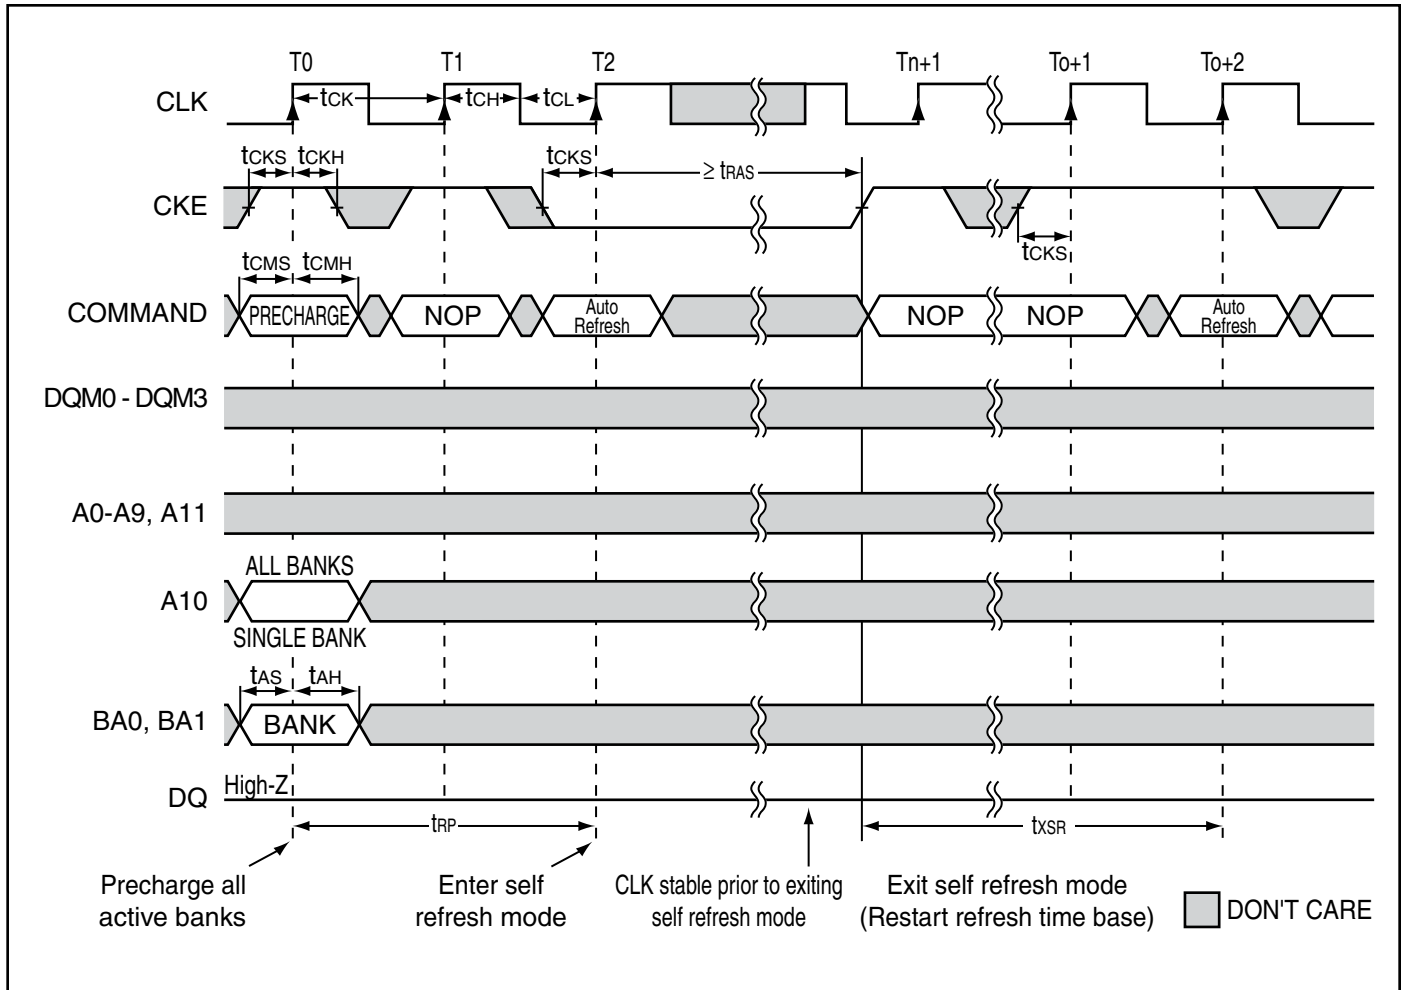 T0 T1 T2 Tn+1 To+1 To+2
CLK tCK tCH tCL
tCKS tCKH tCKS ≥ tRAS
CKE
tCKS
tCMS tCMH
COMMAND PRECHARGE NOP Auto Refresh NOP NOP Auto Refresh
DQM0 - DQM3
A0-A9, A11
ALL BANKS
A10
SINGLE BANK
tAS tAH
BA0, BA1 BANK
DQ High-Z
tRP tXSR
Precharge all
active banks
Enter self
refresh mode
CLK stable prior to exiting
self refresh mode
Exit self refresh mode
(Restart refresh time base)
DON'T CARE